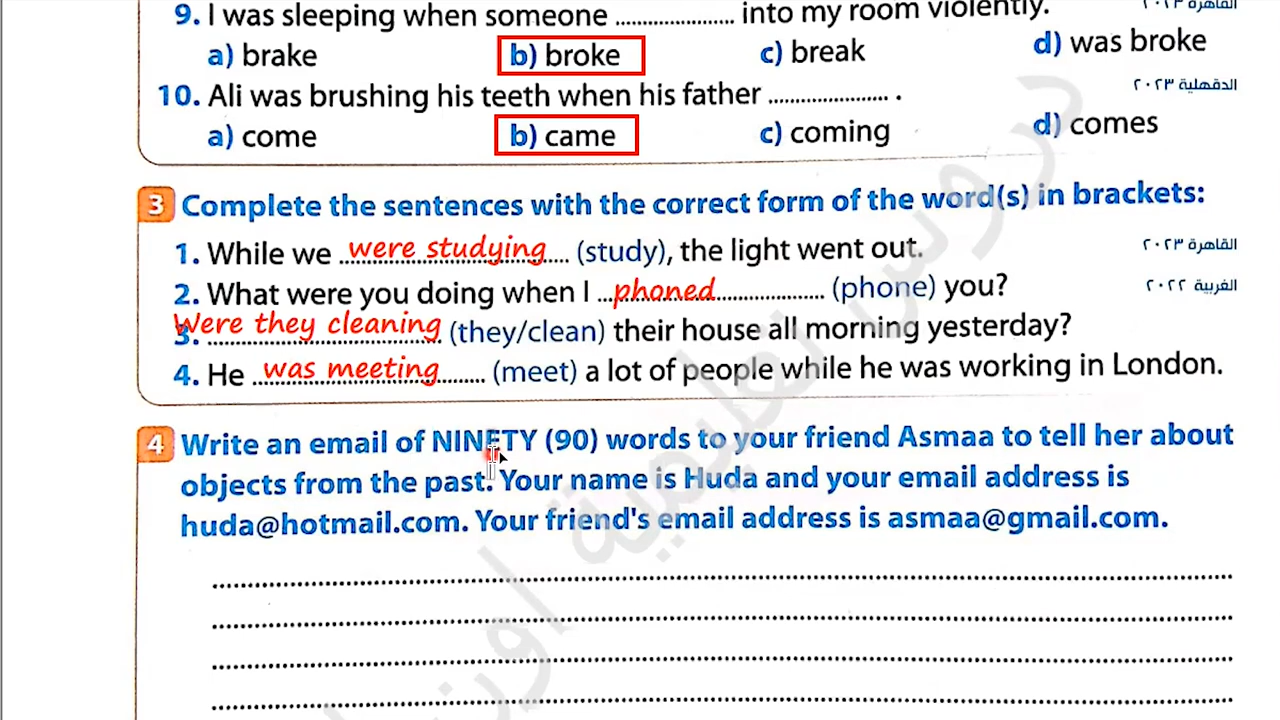 9. I was sleeping when someone .................... into my room violently. القاهرة ٢٠٢٣
a) brake b) broke c) break d) was broke
10. Ali was brushing his teeth when his father .................... . الدقهلية ٢٠٢٣
a) come b) came c) coming d) comes
3 Complete the sentences with the correct form of the word(s) in brackets:
1. While we ... were studying .... (study), the light went out. القاهرة ٢٠٢٣
2. What were you doing when I ... phoned .................. (phone) you? الغربية ٢٠٢٢
3. Were they cleaning (they/clean) their house all morning yesterday?
4. He .. was meeting ........ (meet) a lot of people while he was working in London.
4 Write an email of NINETY (90) words to your friend Asmaa to tell her about
objects from the past. Your name is Huda and your email address is
huda@hotmail.com. Your friend's email address is asmaa@gmail.com.
دروس تعليمية اون